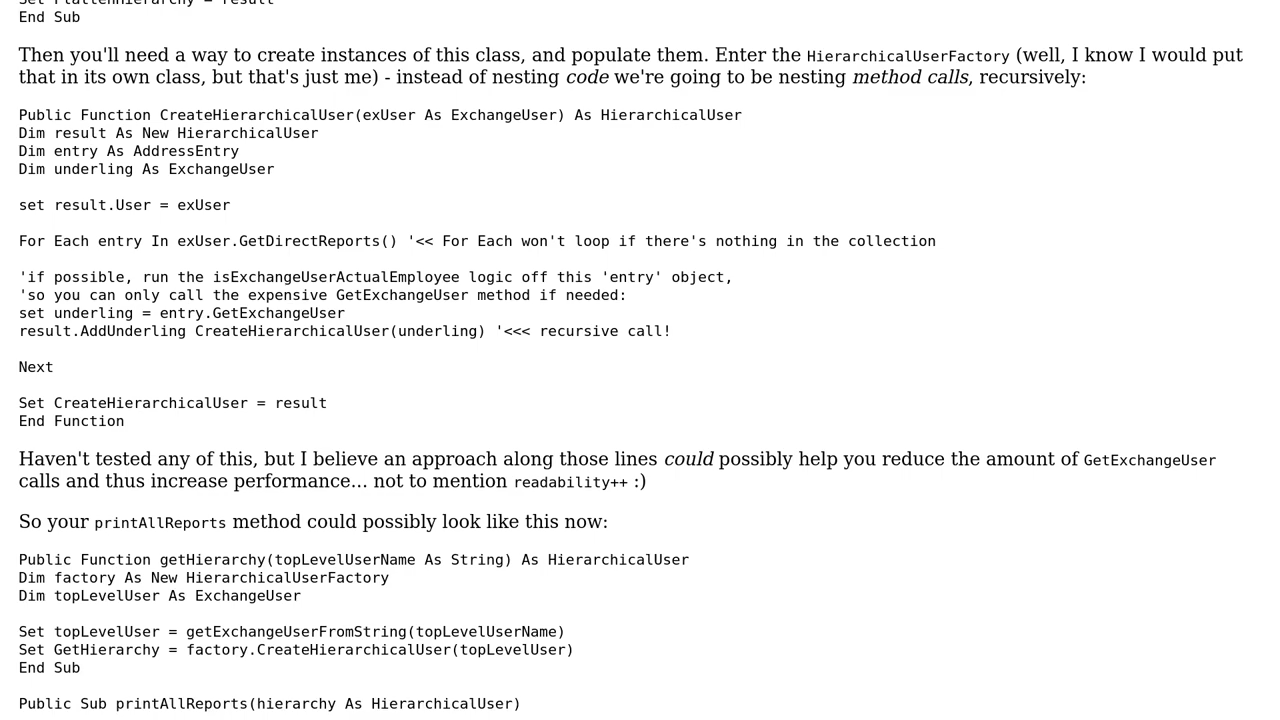 Set FlattenHierarchy = result
End Sub
Then you'll need a way to create instances of this class, and populate them. Enter the HierarchicalUserFactory (well, I know I would put
that in its own class, but that's just me) - instead of nesting code we're going to be nesting method calls, recursively:
Public Function CreateHierarchicalUser(exUser As ExchangeUser) As HierarchicalUser
Dim result As New HierarchicalUser
Dim entry As AddressEntry
Dim underling As ExchangeUser
set result.User = exUser
For Each entry In exUser.GetDirectReports() '<< For Each won't loop if there's nothing in the collection
'if possible, run the isExchangeUserActualEmployee logic off this 'entry' object,
'so you can only call the expensive GetExchangeUser method if needed:
set underling = entry.GetExchangeUser
result.AddUnderling CreateHierarchicalUser(underling) '<<< recursive call!
Next
Set CreateHierarchicalUser = result
End Function
Haven't tested any of this, but I believe an approach along those lines could possibly help you reduce the amount of GetExchangeUser
calls and thus increase performance... not to mention readability++ :)
So your printAllReports method could possibly look like this now:
Public Function getHierarchy(topLevelUserName As String) As HierarchicalUser
Dim factory As New HierarchicalUserFactory
Dim topLevelUser As ExchangeUser
Set topLevelUser = getExchangeUserFromString(topLevelUserName)
Set GetHierarchy = factory.CreateHierarchicalUser(topLevelUser)
End Sub
Public Sub printAllReports(hierarchy As HierarchicalUser)